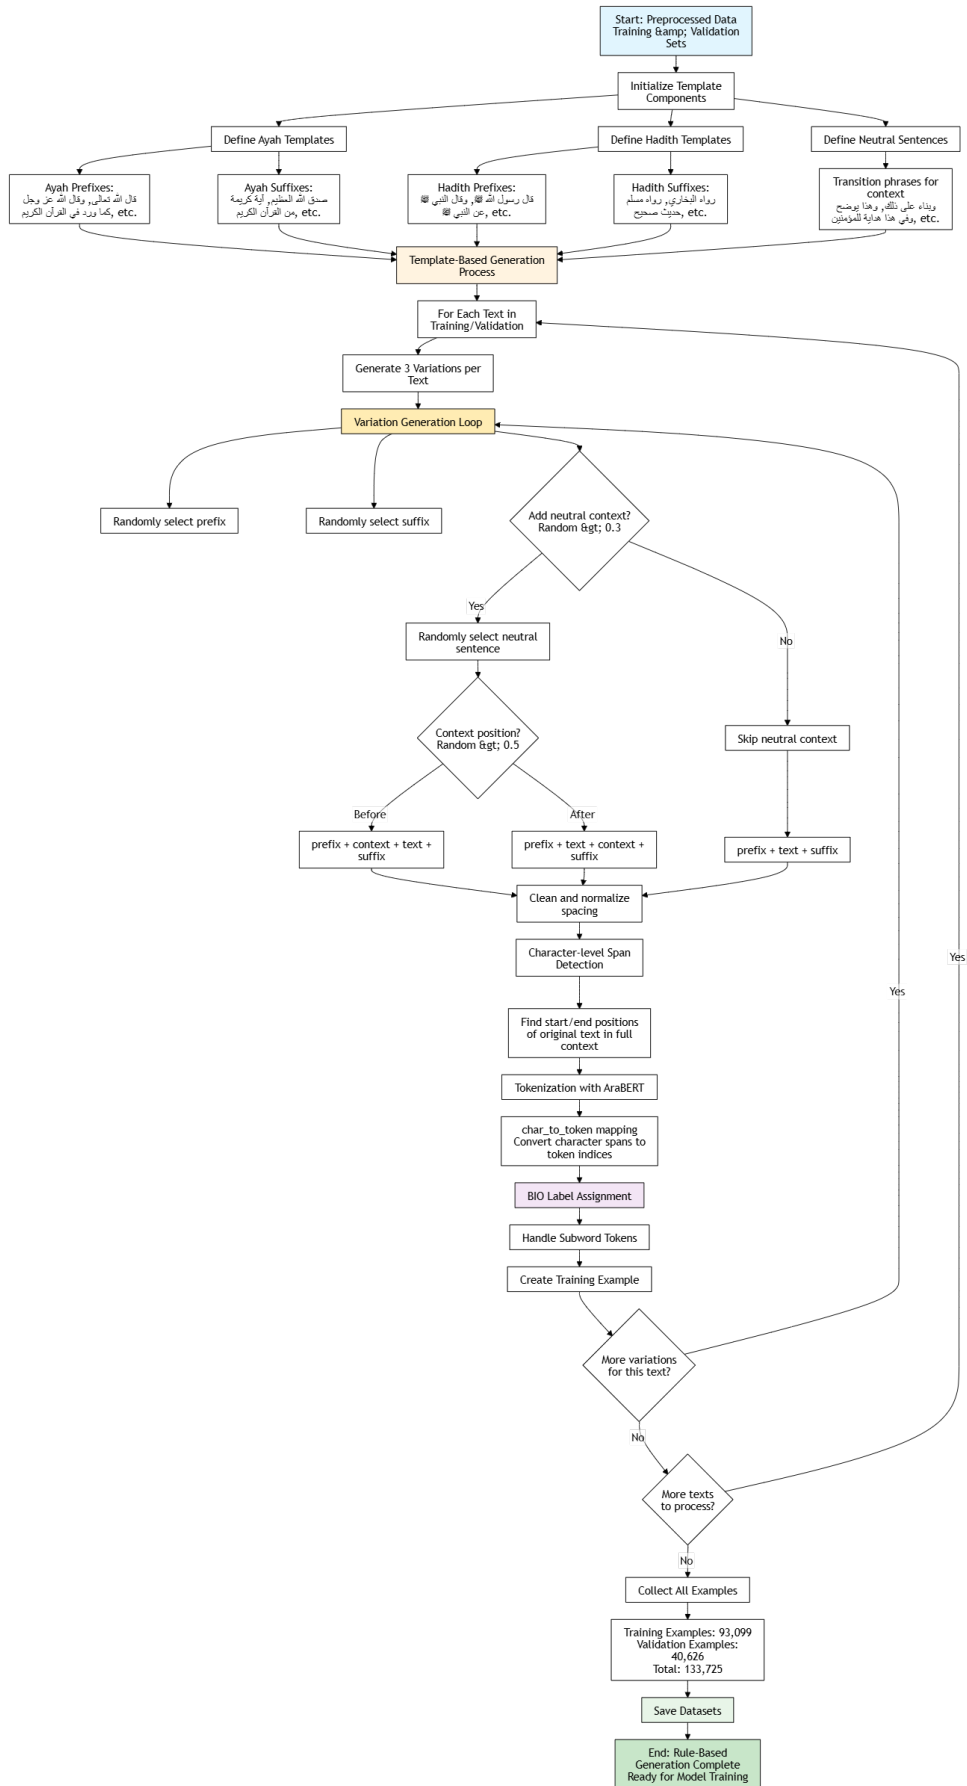 Start: Preprocessed Data
Training &amp; Validation
Sets
Initialize Template
Components
Define Ayah Templates
Define Hadith Templates
Define Neutral Sentences
Ayah Prefixes:
قال الله تعالى, وقال الله عز وجل
كما ورد في القرآن الكريم, etc.
Ayah Suffixes:
صدق الله العظيم, آية كريمة
من القرآن الكريم, etc.
Hadith Prefixes:
قال رسول الله ﷺ, وقال النبي ﷺ
عن النبي ﷺ, etc.
Hadith Suffixes:
رواه البخاري, رواه مسلم
حديث صحيح, etc.
Transition phrases for
context
وبناء على ذلك, وهذا يوضح
وفي هذا هداية للمؤمنين, etc.
Template-Based Generation
Process
For Each Text in
Training/Validation
Generate 3 Variations per
Text
Variation Generation Loop
Randomly select prefix
Randomly select suffix
Add neutral context?
Random &gt; 0.3
Yes
Randomly select neutral
sentence
No
Context position?
Random &gt; 0.5
Skip neutral context
Before
After
prefix + context + text +
suffix
prefix + text + context +
suffix
prefix + text + suffix
Clean and normalize
spacing
Character-level Span
Detection
Yes
Yes
Find start/end positions
of original text in full
context
Tokenization with AraBERT
char_to_token mapping
Convert character spans to
token indices
BIO Label Assignment
Handle Subword Tokens
Create Training Example
More variations
for this text?
No
More texts
to process?
No
Collect All Examples
Training Examples: 93,099
Validation Examples:
40,626
Total: 133,725
Save Datasets
End: Rule-Based
Generation Complete
Ready for Model Training